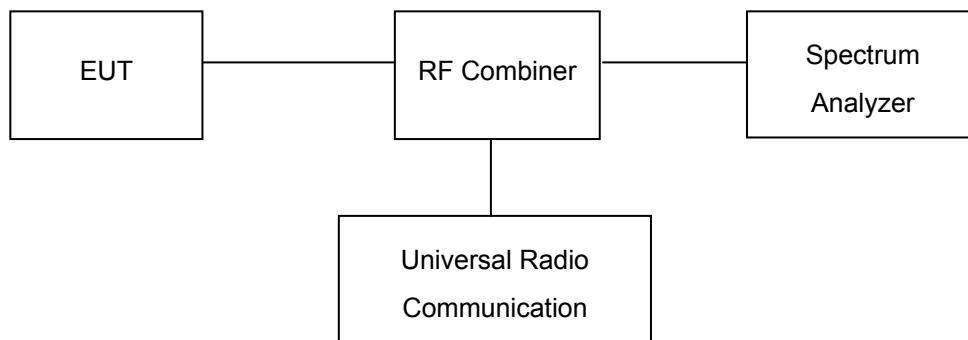 EUT
RF Combiner
Spectrum
Analyzer
Universal Radio
Communication